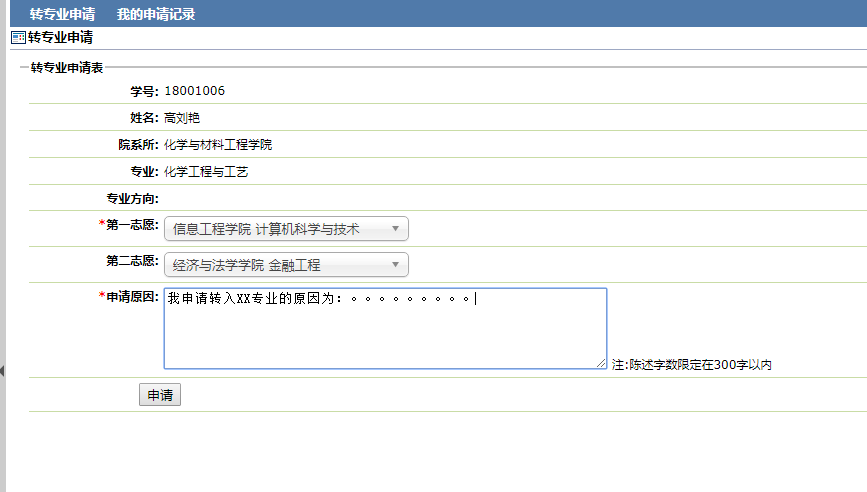 转专业申请 我的申请记录
转专业申请
转专业申请表
学号: 18001006
姓名: 高刘艳
院系所: 化学与材料工程学院
专业: 化学工程与工艺
专业方向:
*第一志愿: 信息工程学院 计算机科学与技术
第二志愿: 经济与法学学院 金融工程
*申请原因: 我申请转入XX专业的原因为：。。。。。。。。。
注:陈述字数限定在300字以内
申请